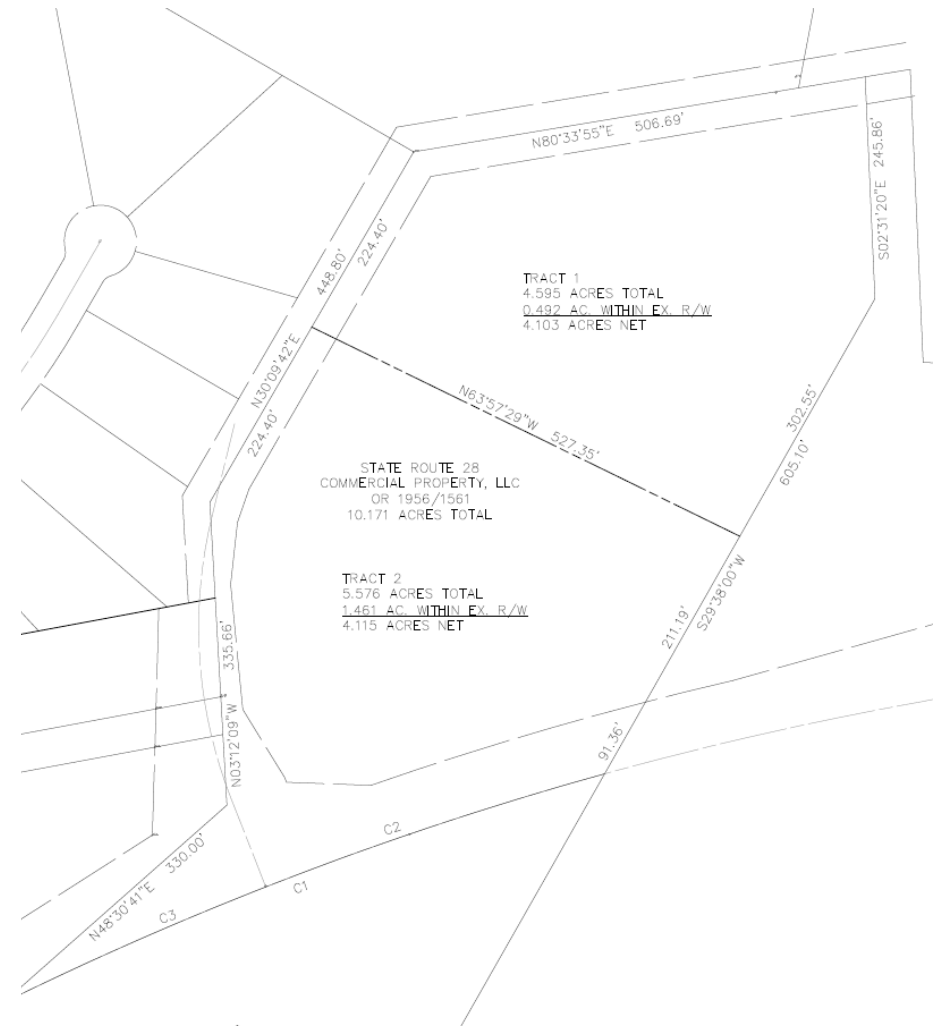 N80°33'55"E 506.69'
S02°31'20"E 245.86'
224.40'
448.80'
N30°09'42"E
224.40'
TRACT 1
4.595 ACRES TOTAL
0.492 AC. WITHIN EX. R/W
4.103 ACRES NET
N63°57'29"W 527.35'
302.55'
605.10'
STATE ROUTE 28
COMMERCIAL PROPERTY, LLC
OR 1956/1561
10.171 ACRES TOTAL
TRACT 2
5.576 ACRES TOTAL
1.461 AC. WITHIN EX. R/W
4.115 ACRES NET
211.19'
S29°38'00"W
335.66'
N03°12'09"W
91.36'
C2
C1
N48°30'41"E 330.00'
C3